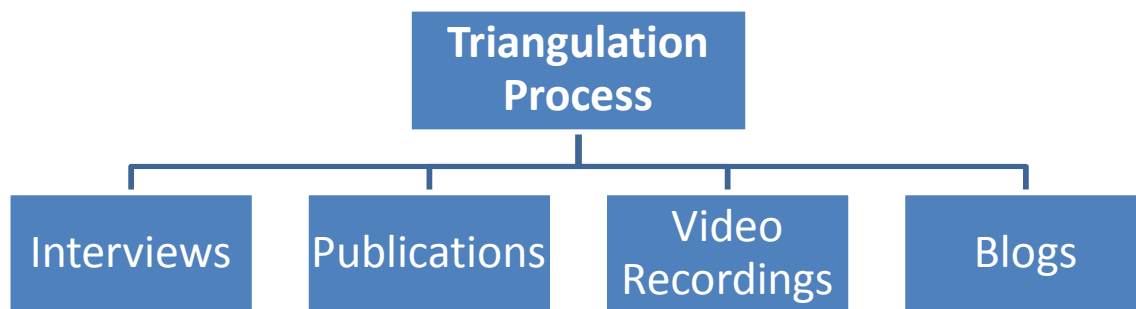 Triangulation
Process
Interviews
Publications
Video
Recordings
Blogs